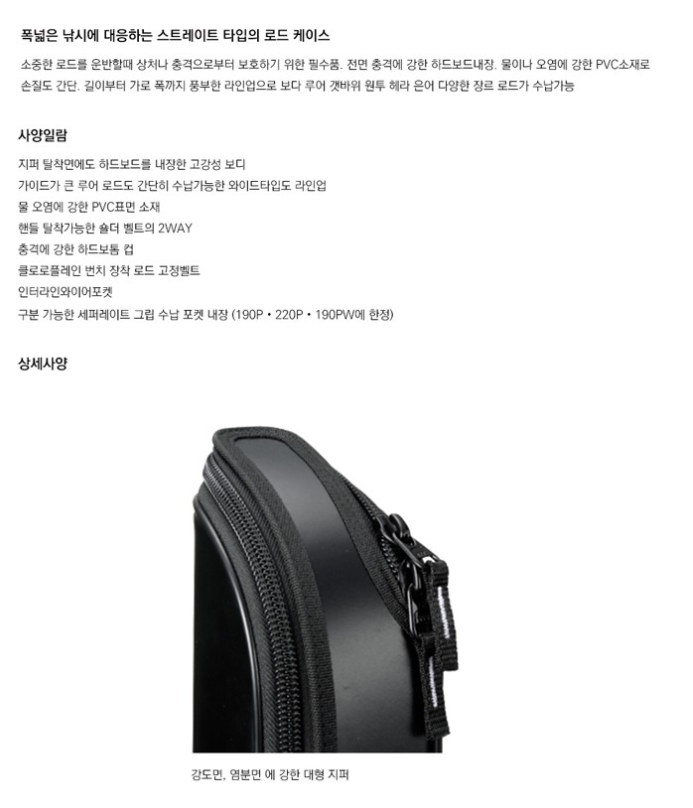 폭넓은 낚시에 대응하는 스트레이트 타입의 로드 케이스
소중한 로드를 운반할때 상처나 충격으로부터 보호하기 위한 필수품. 전면 충격에 강한 하드보드내장. 물이나 오염에 강한 PVC소재로
손질도 간단. 길이부터 가로 폭까지 풍부한 라인업으로 보다 루어 갯바위 원투 헤라 은어 다양한 장르 로드가 수납가능
사양일람
지퍼 탈착면에도 하드보드를 내장한 고강성 보디
가이드가 큰 루어 로드도 간단히 수납가능한 와이드타입도 라인업
물 오염에 강한 PVC표면 소재
핸들 탈착가능한 숄더 벨트의 2WAY
충격에 강한 하드보톰 컵
클로로플레인 번치 장착 로드 고정벨트
인터라인와이어포켓
구분 가능한 세퍼레이트 그립 수납 포켓 내장 (190P • 220P • 190PW에 한정)
상세사양
강도면, 염분면 에 강한 대형 지퍼